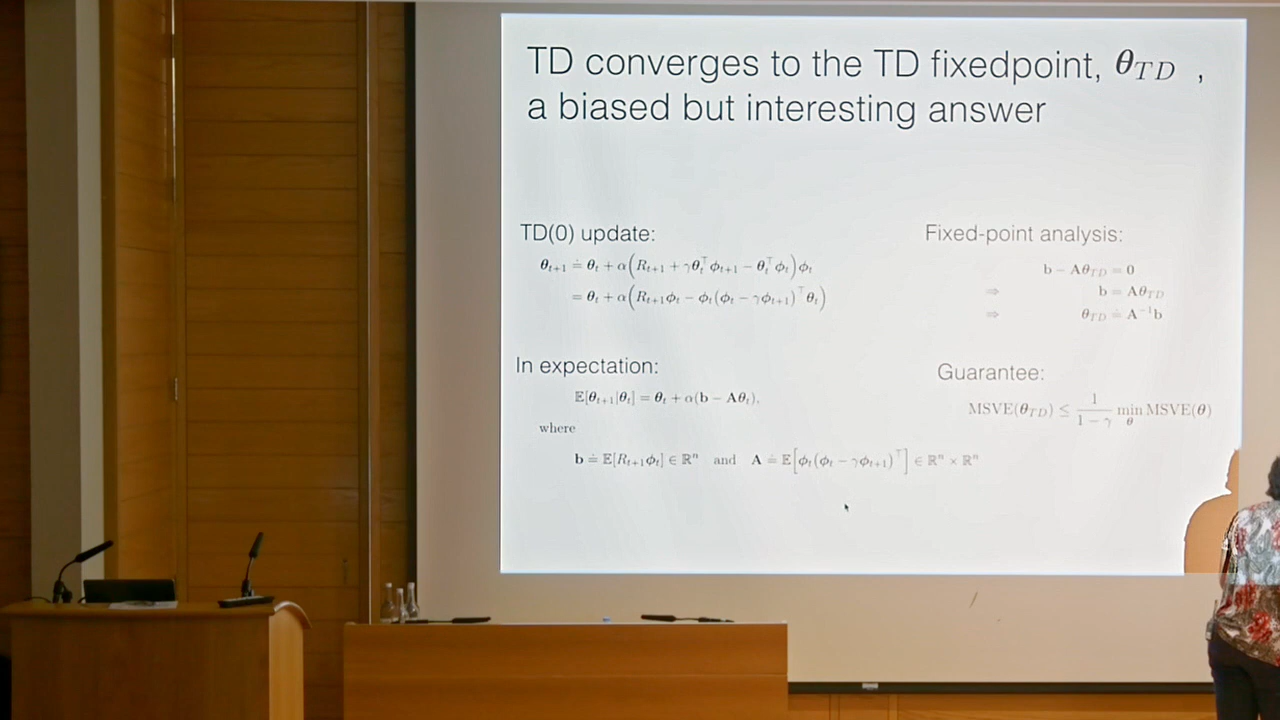 TD converges to the TD fixedpoint, θ_TD ,
a biased but interesting answer
TD(0) update:
θ_{t+1} ≐ θ_t + α(R_{t+1} + γθ_t^⊤ϕ_{t+1} − θ_t^⊤ϕ_t)ϕ_t
= θ_t + α(R_{t+1}ϕ_t − ϕ_t(ϕ_t − γϕ_{t+1})^⊤θ_t)
In expectation:
𝔼[θ_{t+1}|θ_t] = θ_t + α(b − Aθ_t),
where
b ≐ 𝔼[R_{t+1}ϕ_t] ∈ ℝ^n and A ≐ 𝔼[ϕ_t(ϕ_t − γϕ_{t+1})^⊤] ∈ ℝ^n × ℝ^n
Fixed-point analysis:
b − Aθ_TD = 0
⇒ b = Aθ_TD
⇒ θ_TD ≐ A^{−1}b
Guarantee:
MSVE(θ_TD) ≤ 1/(1 − γ) min_θ MSVE(θ)